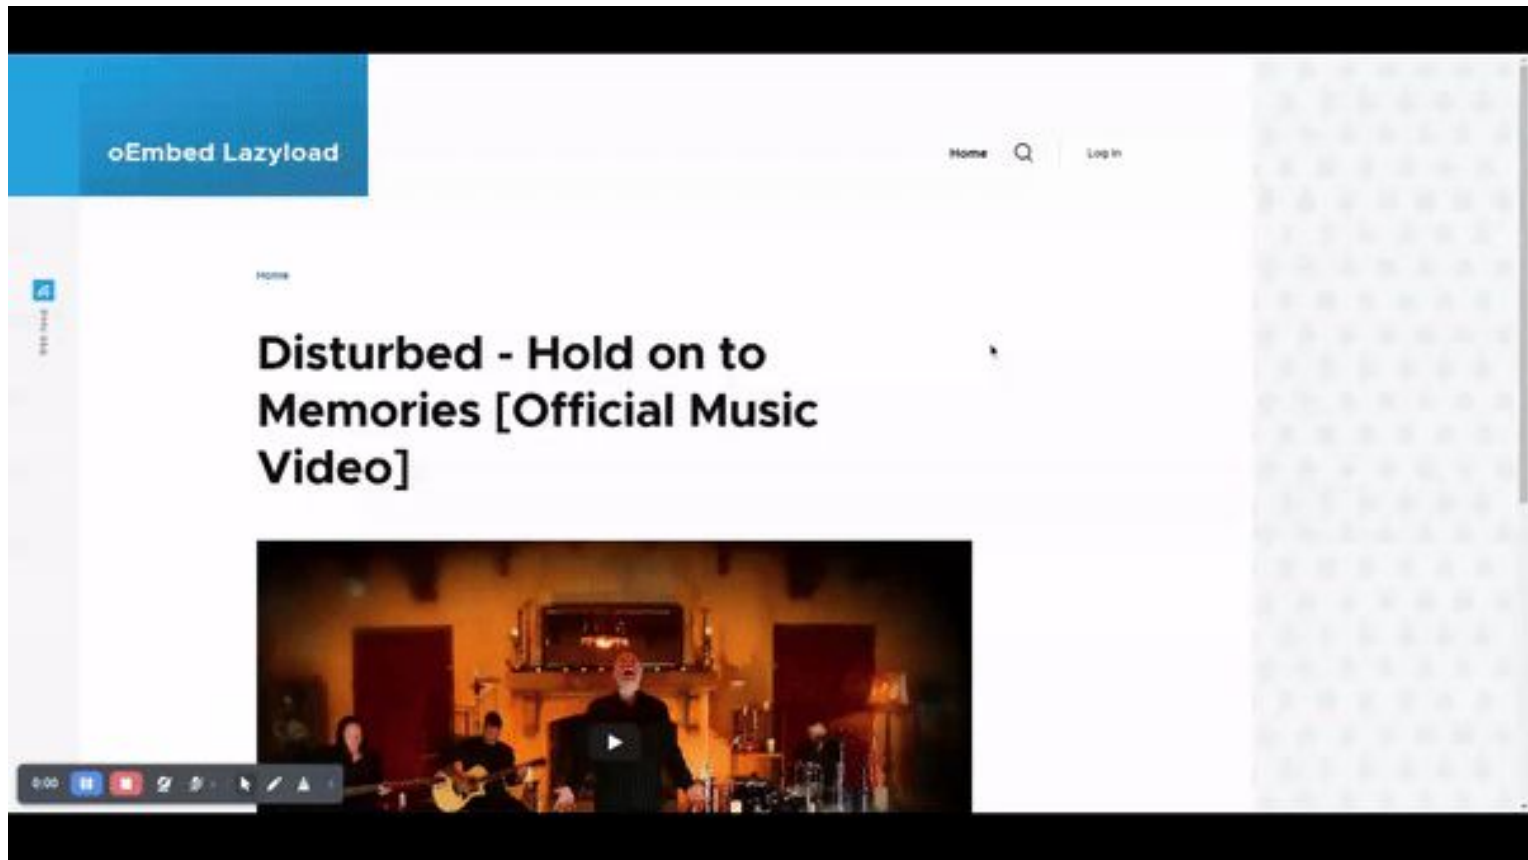 oEmbed Lazyload
Home
Log in
Home
Disturbed - Hold on to
Memories [Official Music
Video]
0:00